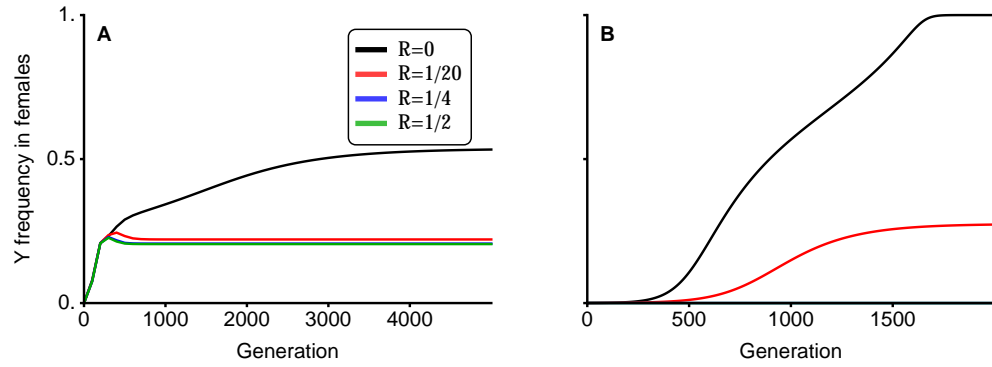 Y frequency in females
1.
0.5
0.
A
R=0
R=1/20
R=1/4
R=1/2
0 1000 2000 3000 4000
Generation
B
0 500 1000 1500
Generation